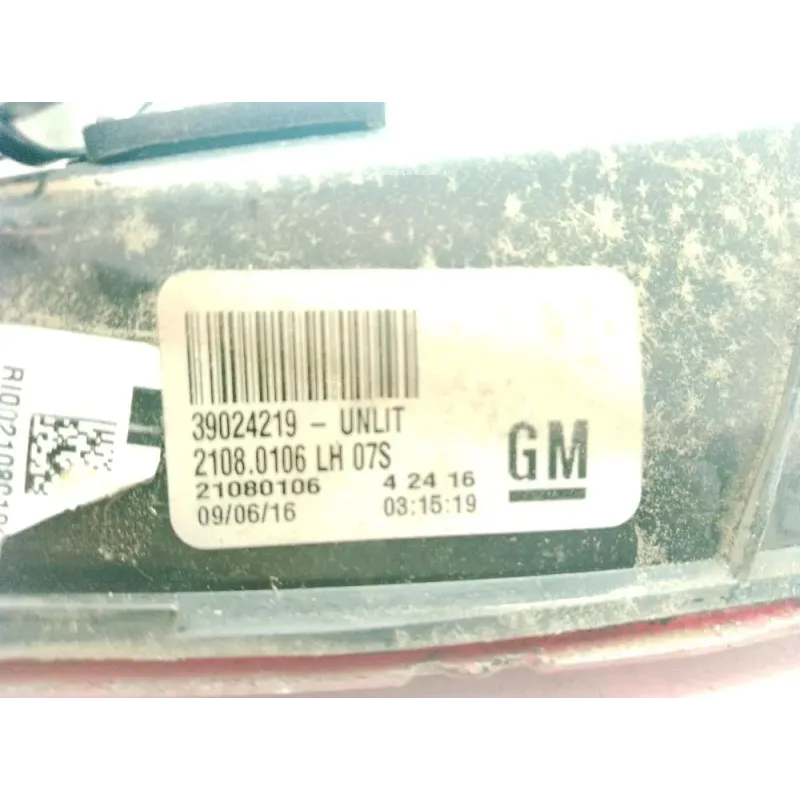 39024219 - UNLIT
2108.0106 LH 07S
21080106 4 24 16
09/06/16 03:15:19
GM